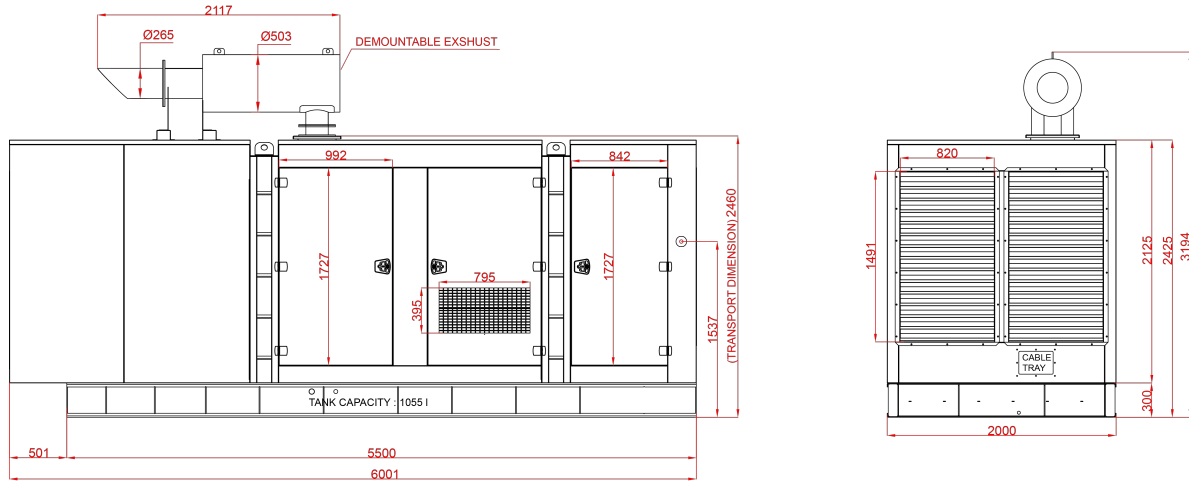 2117
Ø265
Ø503
DEMOUNTABLE EXSHUST
992
842
820
1727
1727
795
395
1537
(TRANSPORT DIMENSION) 2460
1491
2125
2425
3194
CABLE
TRAY
TANK CAPACITY : 1055 l
300
501
5500
2000
6001